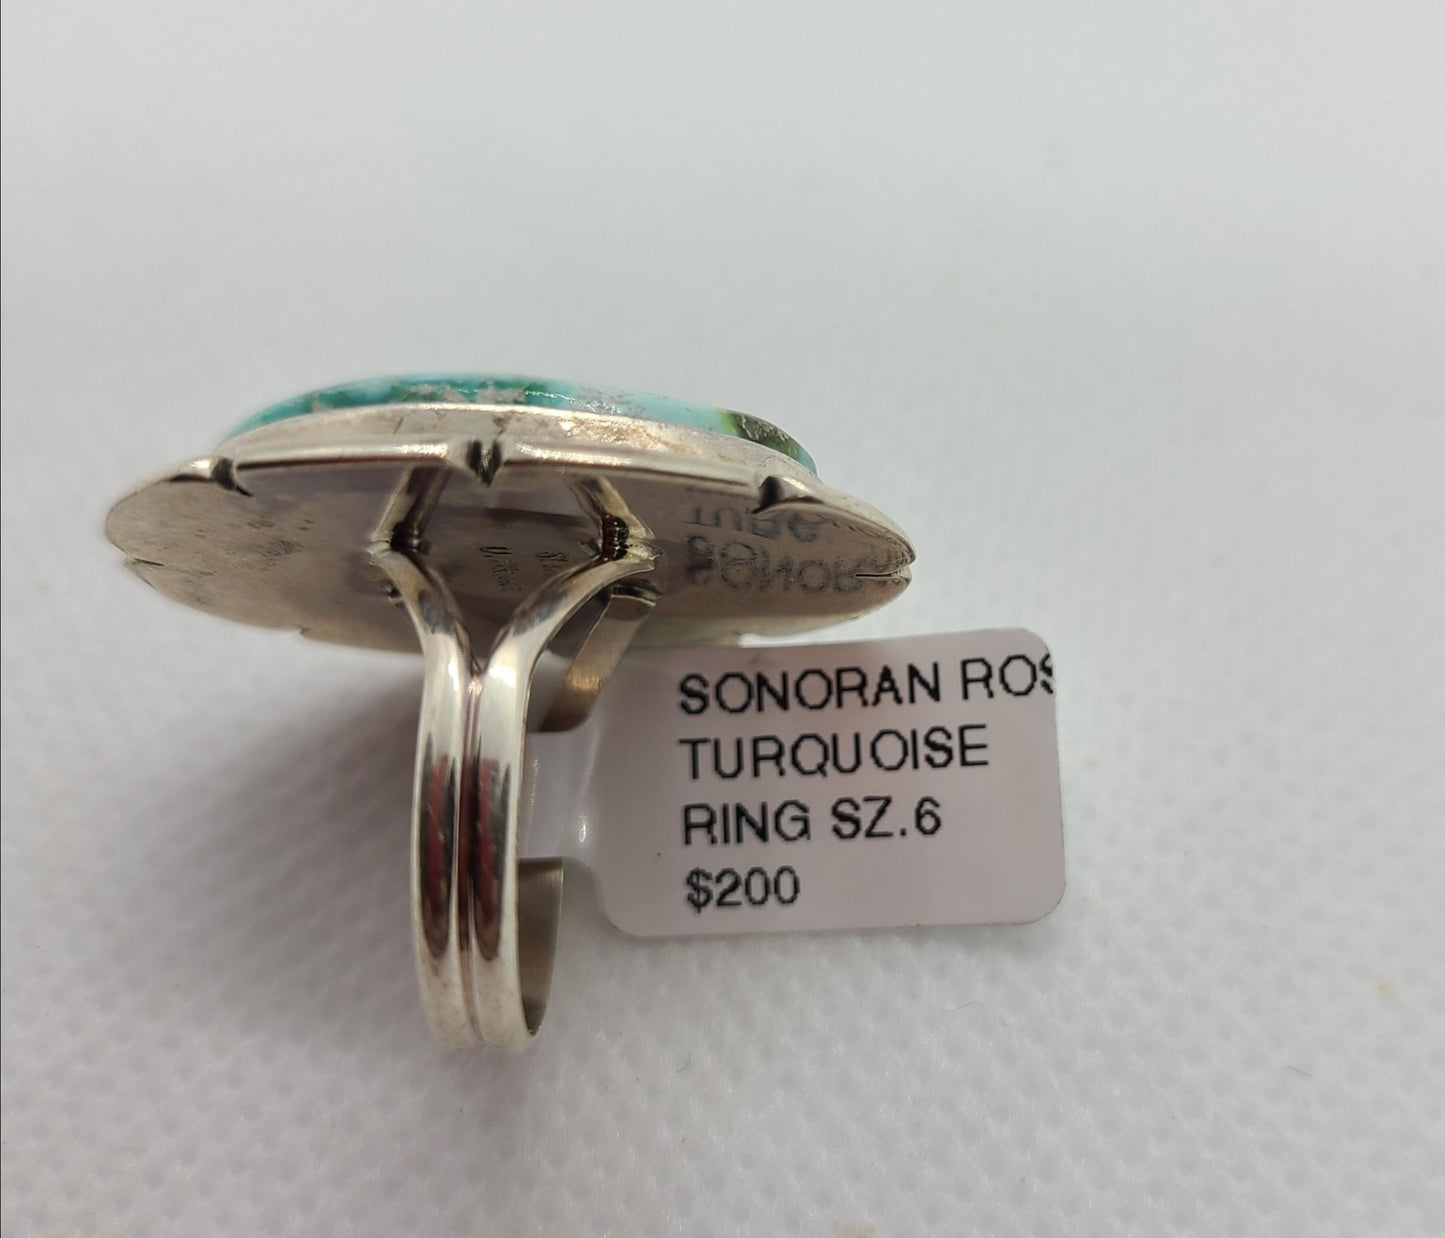 SONORAN ROS
TURQUOISE
RING SZ.6
$200